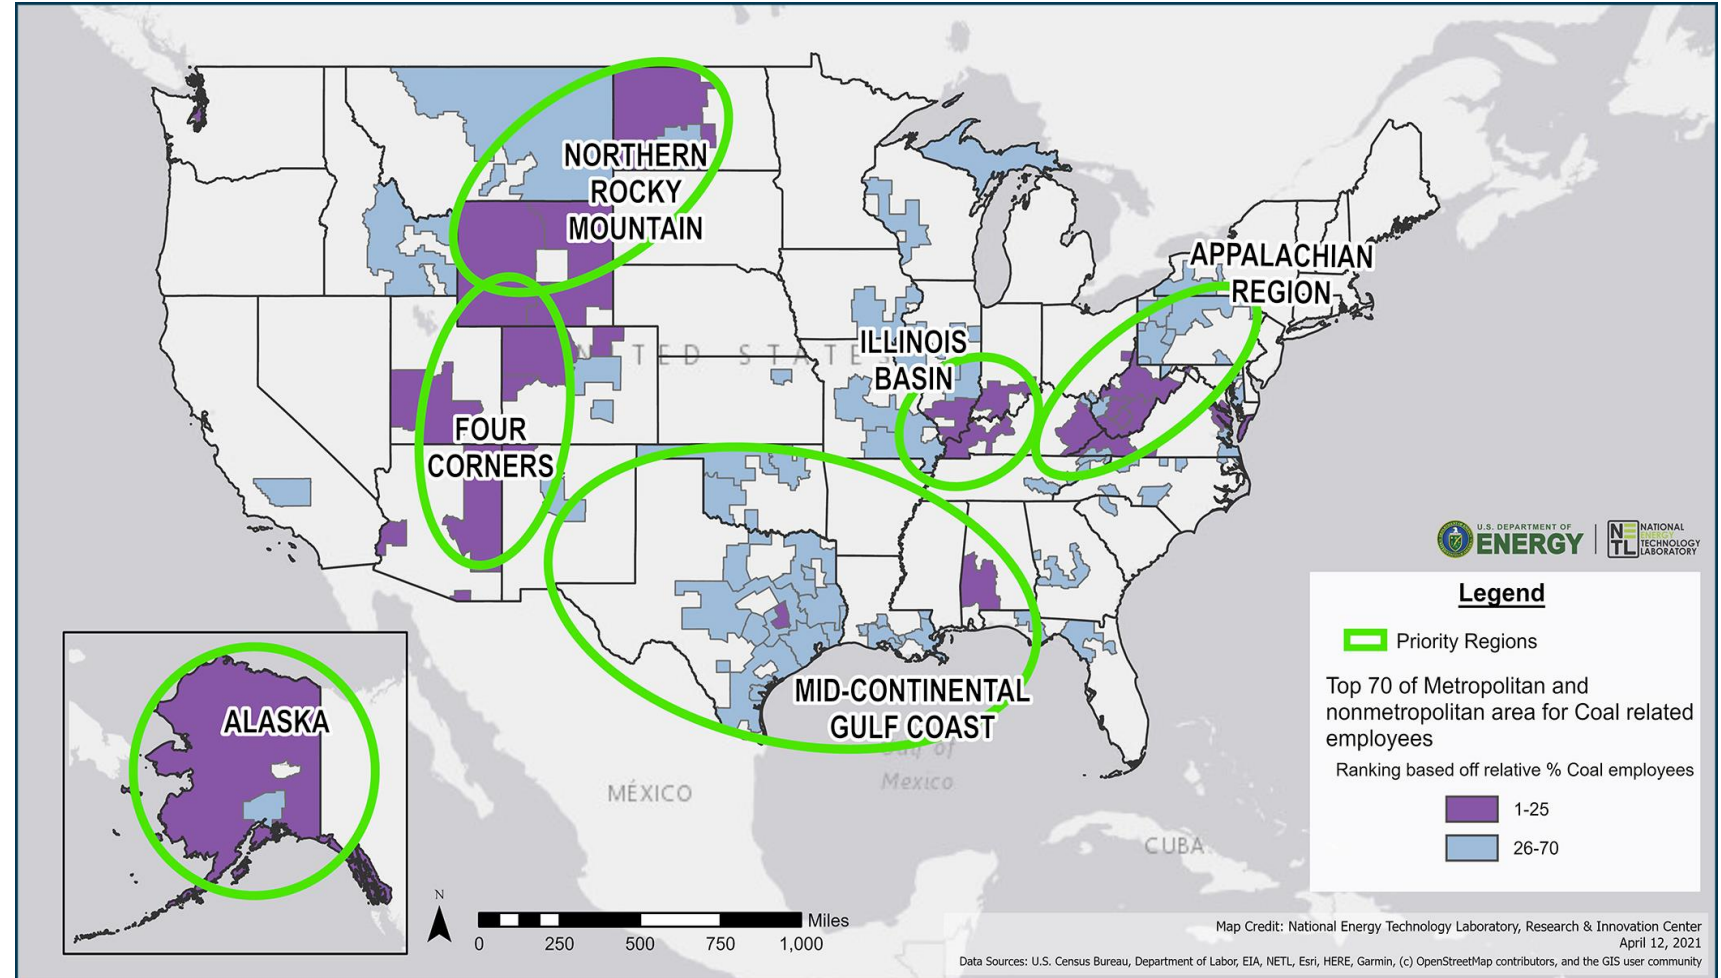 NORTHERN
ROCKY
MOUNTAIN
APPALACHIAN
REGION
ILLINOIS
BASIN
UNITED STATES
FOUR
CORNERS
MID-CONTINENTAL
GULF COAST
Gulf of
Mexico
MÉXICO
CUBA
ALASKA
U.S. DEPARTMENT OF
ENERGY
NETL
NATIONAL
ENERGY
TECHNOLOGY
LABORATORY
Legend
Priority Regions
Top 70 of Metropolitan and
nonmetropolitan area for Coal related
employees
Ranking based off relative % Coal employees
1-25
26-70
N
Miles
0 250 500 750 1,000
Map Credit: National Energy Technology Laboratory, Research & Innovation Center
April 12, 2021
Data Sources: U.S. Census Bureau, Department of Labor, EIA, NETL, Esri, HERE, Garmin, (c) OpenStreetMap contributors, and the GIS user community